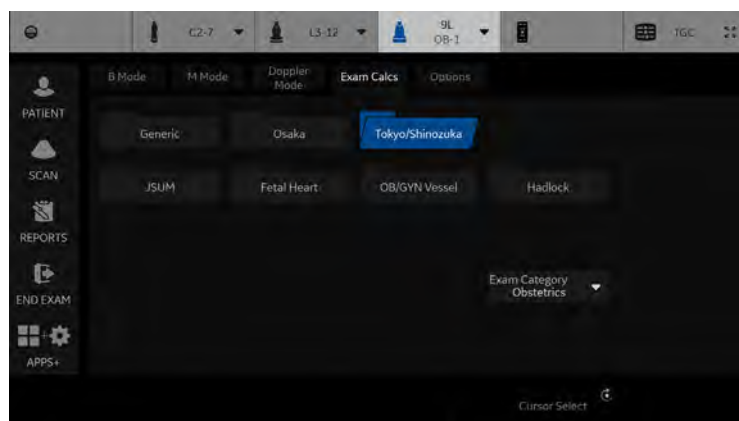 C2-7
L3-12
9L
OB-1
TGC
B Mode
M Mode
Doppler
Mode
Exam Calcs
Options
PATIENT
SCAN
REPORTS
END EXAM
APPS+
Generic
Osaka
Tokyo/Shinozuka
JSUM
Fetal Heart
OB/GYN Vessel
Hadlock
Exam Category
Obstetrics
Cursor Select